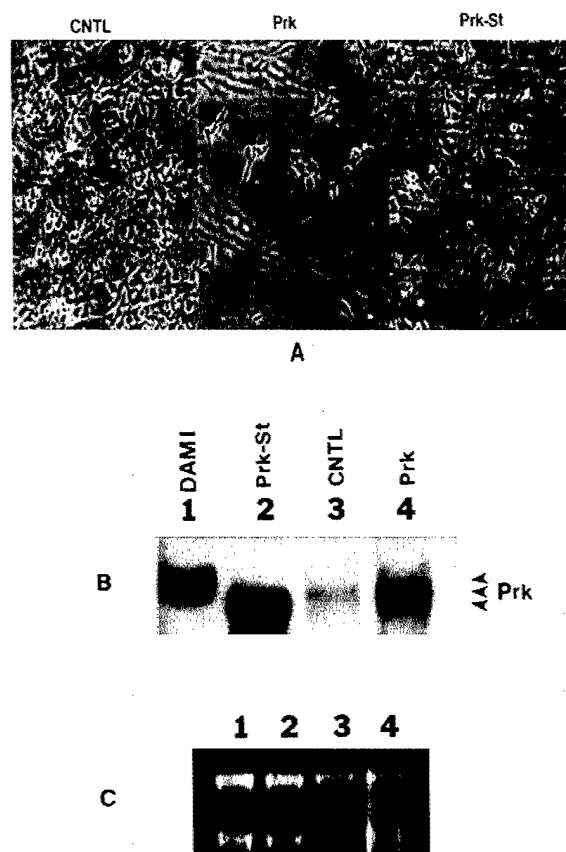 CNTL Prk Prk-St
A
DAMI Prk-St CNTL Prk
1 2 3 4
B Prk
1 2 3 4
C